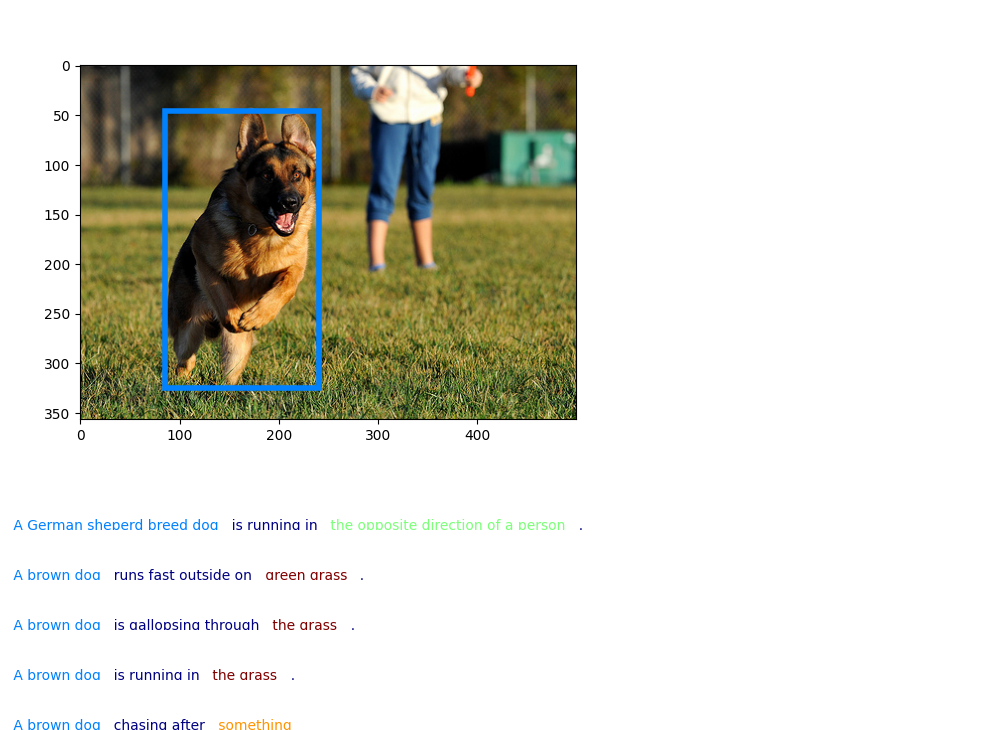 0
50
100
150
200
250
300
350
0 100 200 300 400
A German sheperd breed dog is running in the opposite direction of a person .
A brown dog runs fast outside on green grass .
A brown dog is gallopsing through the grass .
A brown dog is running in the grass .
A brown dog chasing after something